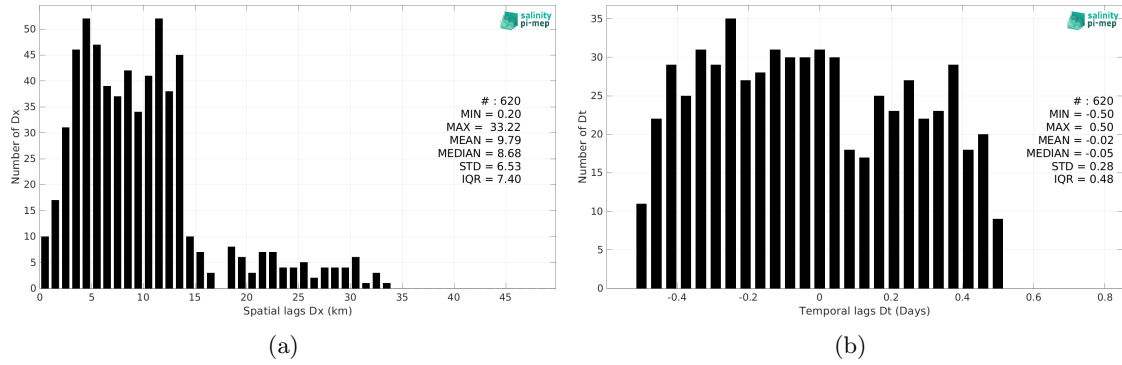 50
45
40
35
30
25
20
15
10
5
0
Number of Dx
0 5 10 15 20 25 30 35 40 45
Spatial lags Dx (km)
salinity
pi-mep
# : 620
MIN = 0.20
MAX = 33.22
MEAN = 9.79
MEDIAN = 8.68
STD = 6.53
IQR = 7.40
(a)
35
30
25
20
15
10
5
0
Number of Dt
-0.4 -0.2 0 0.2 0.4 0.6 0.8
Temporal lags Dt (Days)
salinity
pi-mep
# : 620
MIN = -0.50
MAX = 0.50
MEAN = -0.02
MEDIAN = -0.05
STD = 0.28
IQR = 0.48
(b)